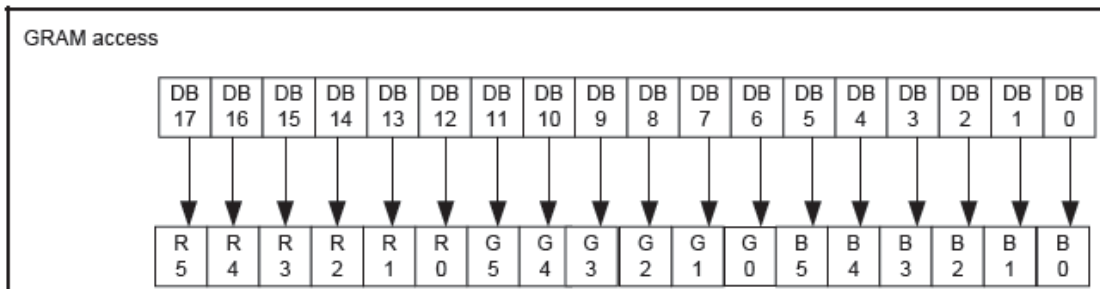 GRAM access
DB DB DB DB DB DB DB DB DB DB DB DB DB DB DB DB DB DB
17 16 15 14 13 12 11 10 9 8 7 6 5 4 3 2 1 0
R R R R R R G G G G G G B B B B B B
5 4 3 2 1 0 5 4 3 2 1 0 5 4 3 2 1 0